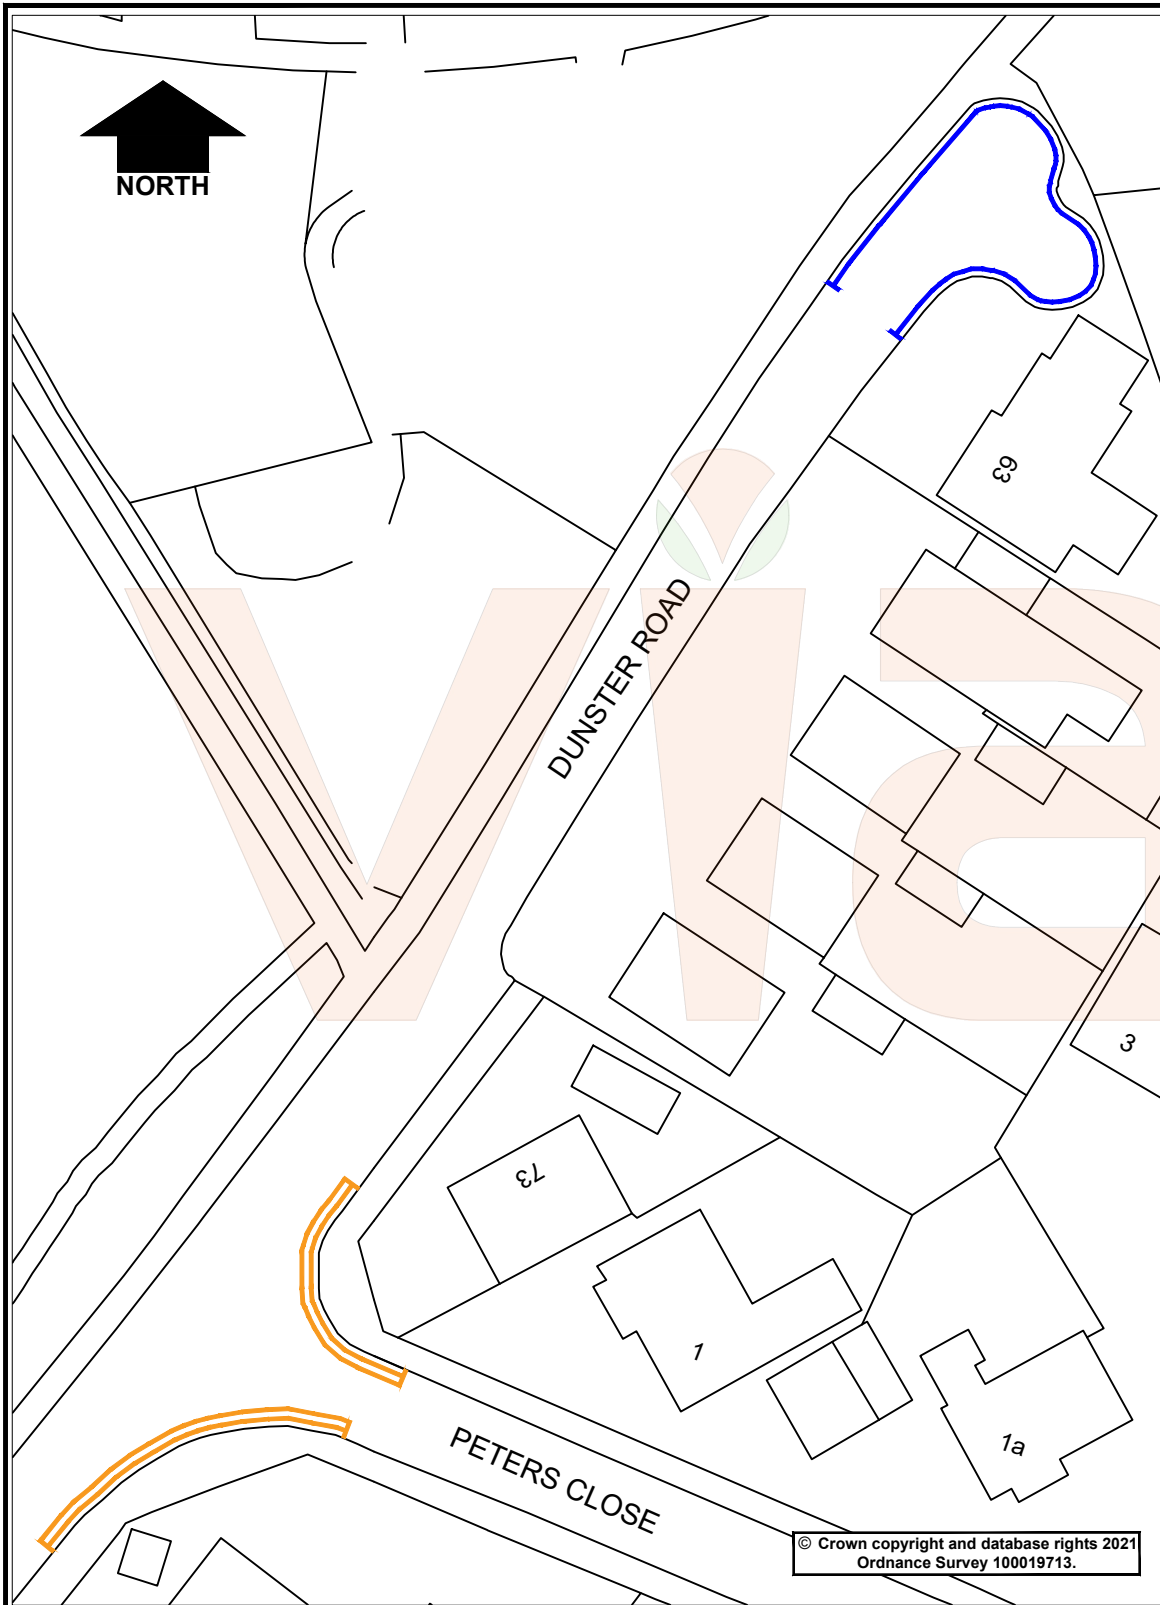 NORTH
63
DUNSTER ROAD
3
73
1
1a
PETERS CLOSE
© Crown copyright and database rights 2021
Ordnance Survey 100019713.
via